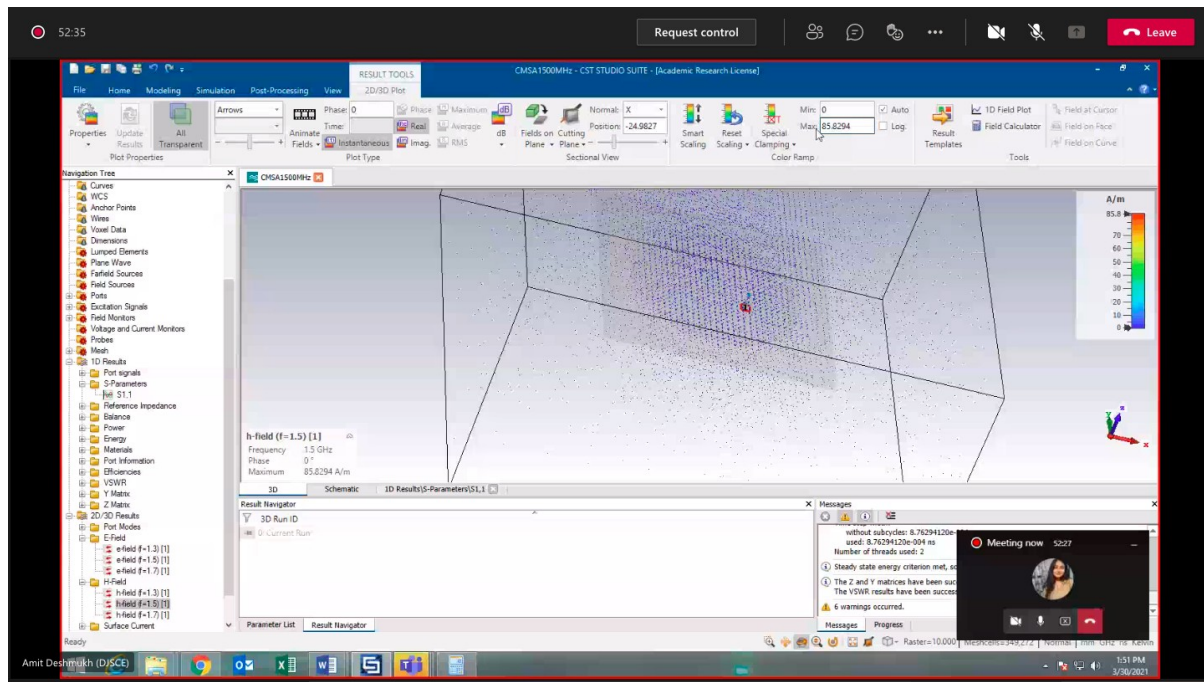 52:35
Request control
Leave
RESULT TOOLS
CMSA1500MHz - CST STUDIO SUITE - [Academic Research License]
File Home Modeling Simulation Post-Processing View 2D/3D Plot
Properties
Update Results
All Transparent
Plot Properties
Arrows
Animate Fields
Phase: 0
Time:
Instantaneous
Phase
Real
Imag.
Maximum
Average
RMS
dB
dB
Plot Type
Fields on Plane
Cutting Plane
Normal: X
Position: -24.9827
Sectional View
Smart Scaling
Reset Scaling
Special Clamping
Min: 0
Max: 85.8294
Auto
Log.
Color Ramp
Result Templates
1D Field Plot
Field Calculator
Field at Cursor
Field on Face
Field on Curve
Tools
Navigation Tree
Curves
WCS
Anchor Points
Wires
Voxel Data
Dimensions
Lumped Elements
Plane Wave
Farfield Sources
Field Sources
Ports
Excitation Signals
Field Monitors
Voltage and Current Monitors
Probes
Mesh
1D Results
Port signals
S-Parameters
S1,1
Reference Impedance
Balance
Power
Energy
Materials
Port Information
Efficiencies
VSWR
Y Matrix
Z Matrix
2D/3D Results
Port Modes
E-Field
e-field (f=1.3) [1]
e-field (f=1.5) [1]
e-field (f=1.7) [1]
H-Field
h-field (f=1.3) [1]
h-field (f=1.5) [1]
h-field (f=1.7) [1]
Surface Current
CMSA1500MHz
A/m
85.8
70
60
50
40
30
20
10
0
x
h-field (f=1.5) [1]
Frequency 1.5 GHz
Phase 0°
Maximum 85.8294 A/m
3D Schematic 1D Results\S-Parameters\S1,1
Result Navigator
3D Run ID
0: Current Run
Parameter List Result Navigator
Messages
without subcycles: 8.76294120e-
used: 8.76294120e-004 ns
Number of threads used: 2
Steady state energy criterion met, so
The Z and Y matrices have been suc
The VSWR results have been success
6 warnings occurred.
Messages Progress
Meeting now 52:27
Ready
Raster=10.000 Meshcells=349,272 Normal mm GHz ns Kelvin
Amit Deshmukh (DJSCE)
1:51 PM
3/30/2021